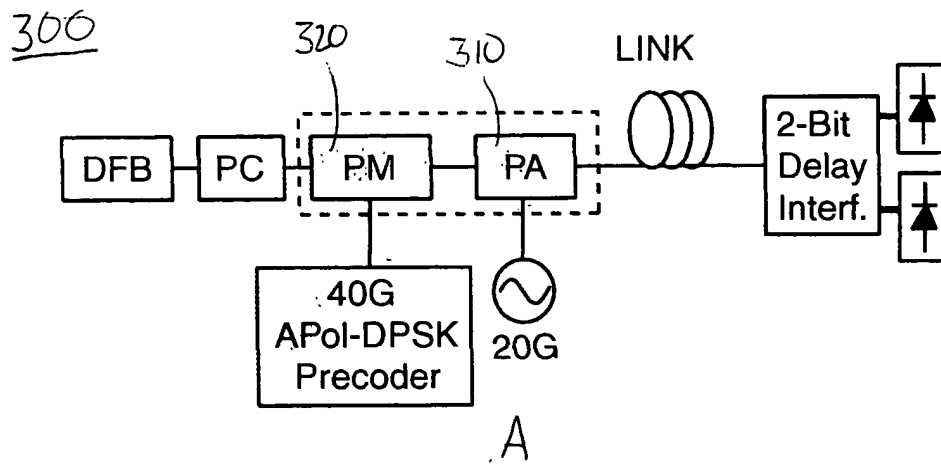 300
320
310
LINK
DFB
PC
PM
PA
2-Bit
Delay
Interf.
40G
APol-DPSK
Precoder
20G
A